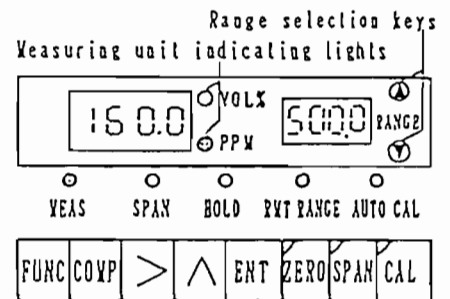 Range selection keys
Measuring unit indicating lights
160.0 VOL% 500.0 RANGE
PPM
MEAS SPAN HOLD RMT RANGE AUTO CAL
FUNC COMP > ∧ ENT ZERO SPAN CAL